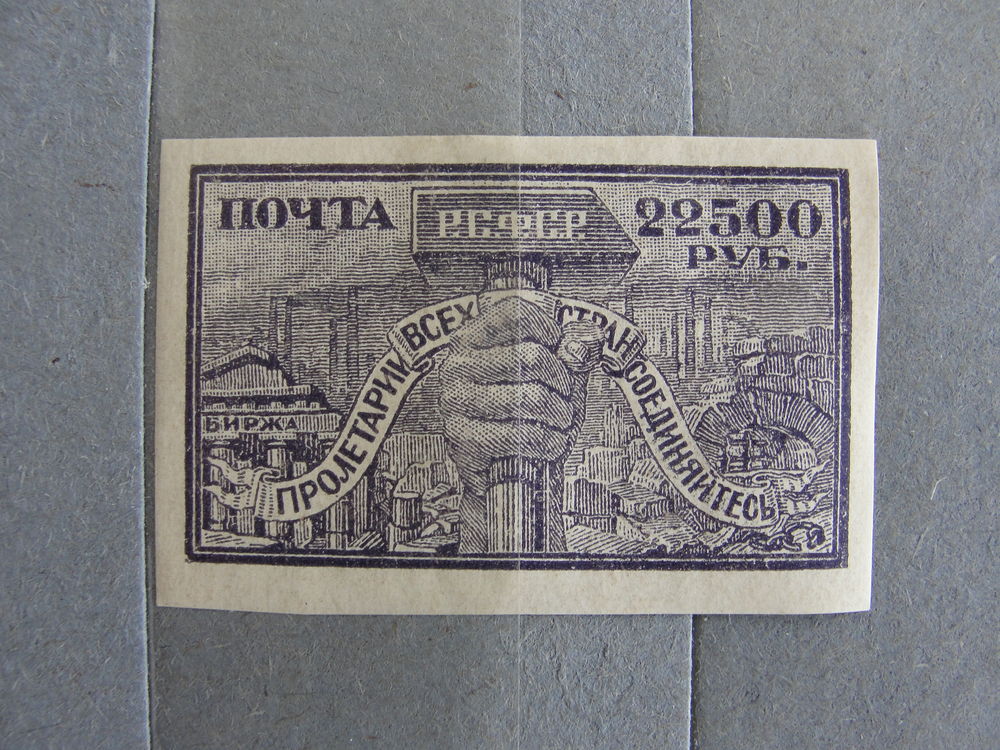 ПОЧТА
Р.С.Ф.С.Р.
22500
РУБ.
ПРОЛЕТАРИИ ВСЕХ СТРАН СОЕДИНЯЙТЕСЬ
БИРЖА